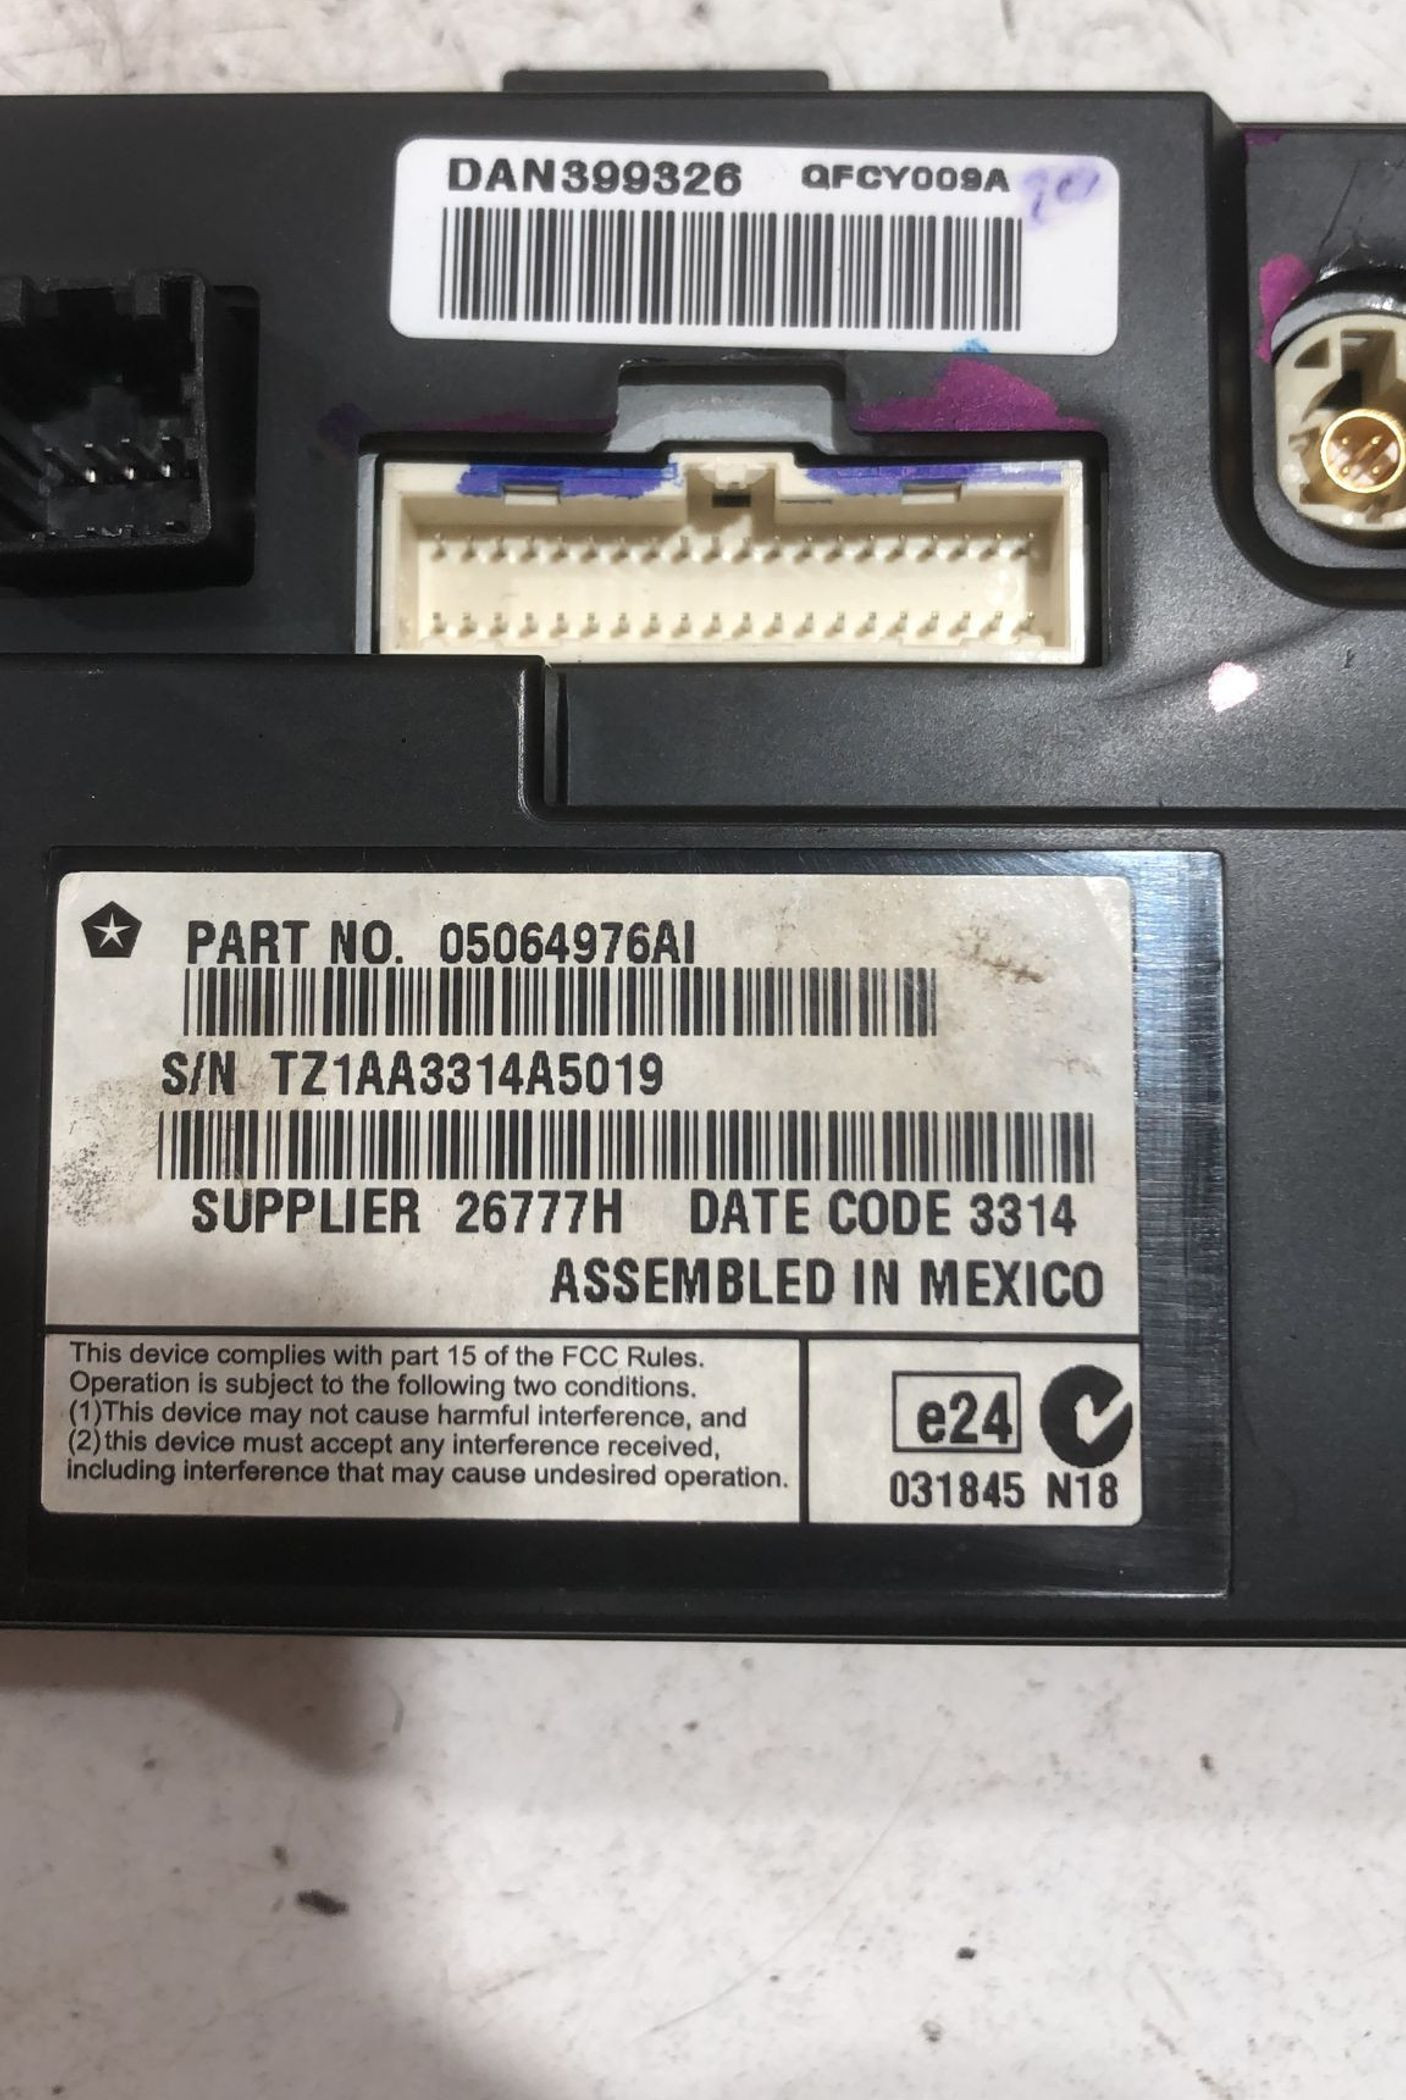 DAN399326 QFCY009A
PART NO. 05064976AI
S/N TZ1AA3314A5019
SUPPLIER 26777H DATE CODE 3314
ASSEMBLED IN MEXICO
This device complies with part 15 of the FCC Rules.
Operation is subject to the following two conditions.
(1)This device may not cause harmful interference, and
(2)this device must accept any interference received,
including interference that may cause undesired operation.
e24
031845 N18